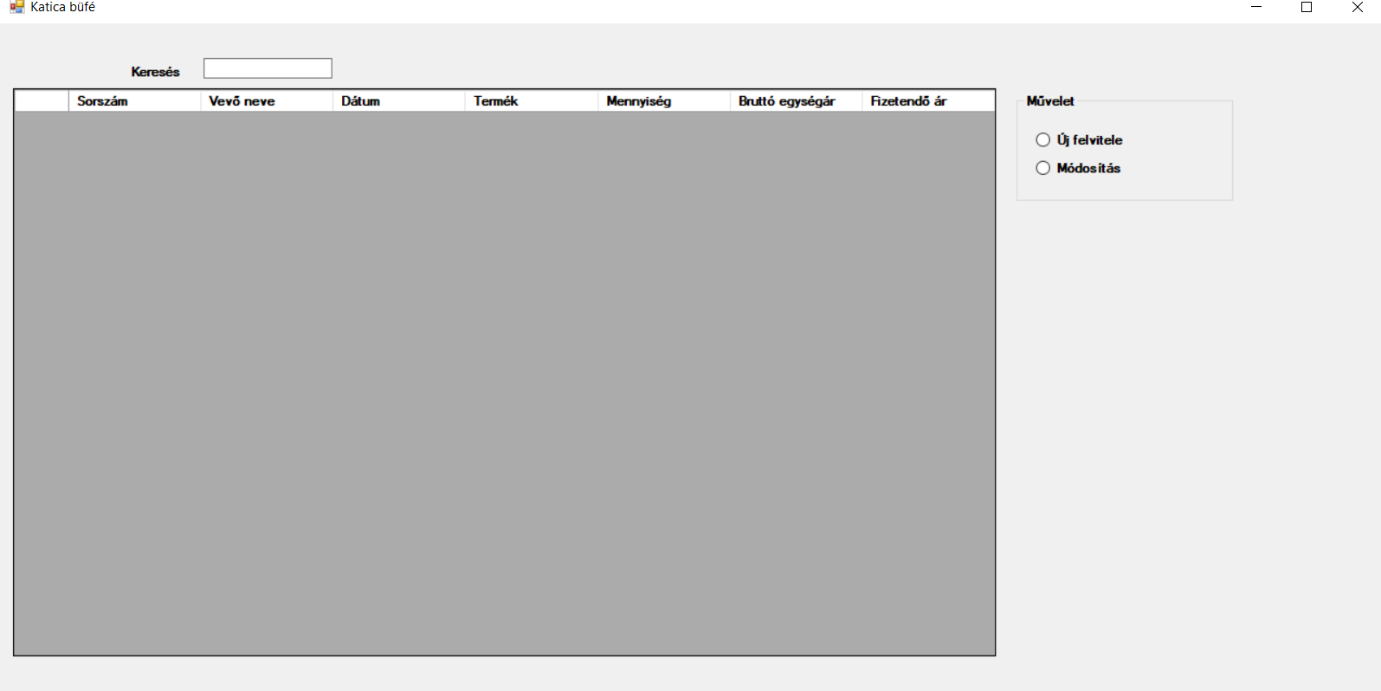 Katica büfé
Keresés
Sorszám Vevő neve Dátum Termék Mennyiség Bruttó egységár Fizetendő ár
Művelet
Új felvitele
Módosítás